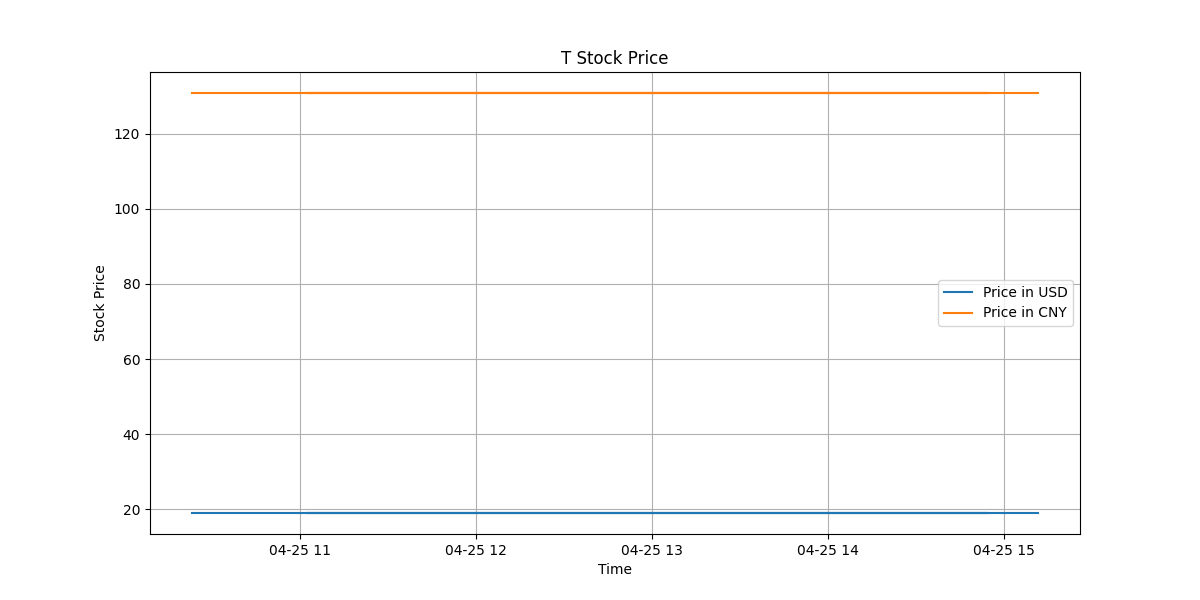 T Stock Price
120
100
80
60
40
20
Stock Price
Price in USD
Price in CNY
04-25 11
04-25 12
04-25 13
04-25 14
04-25 15
Time